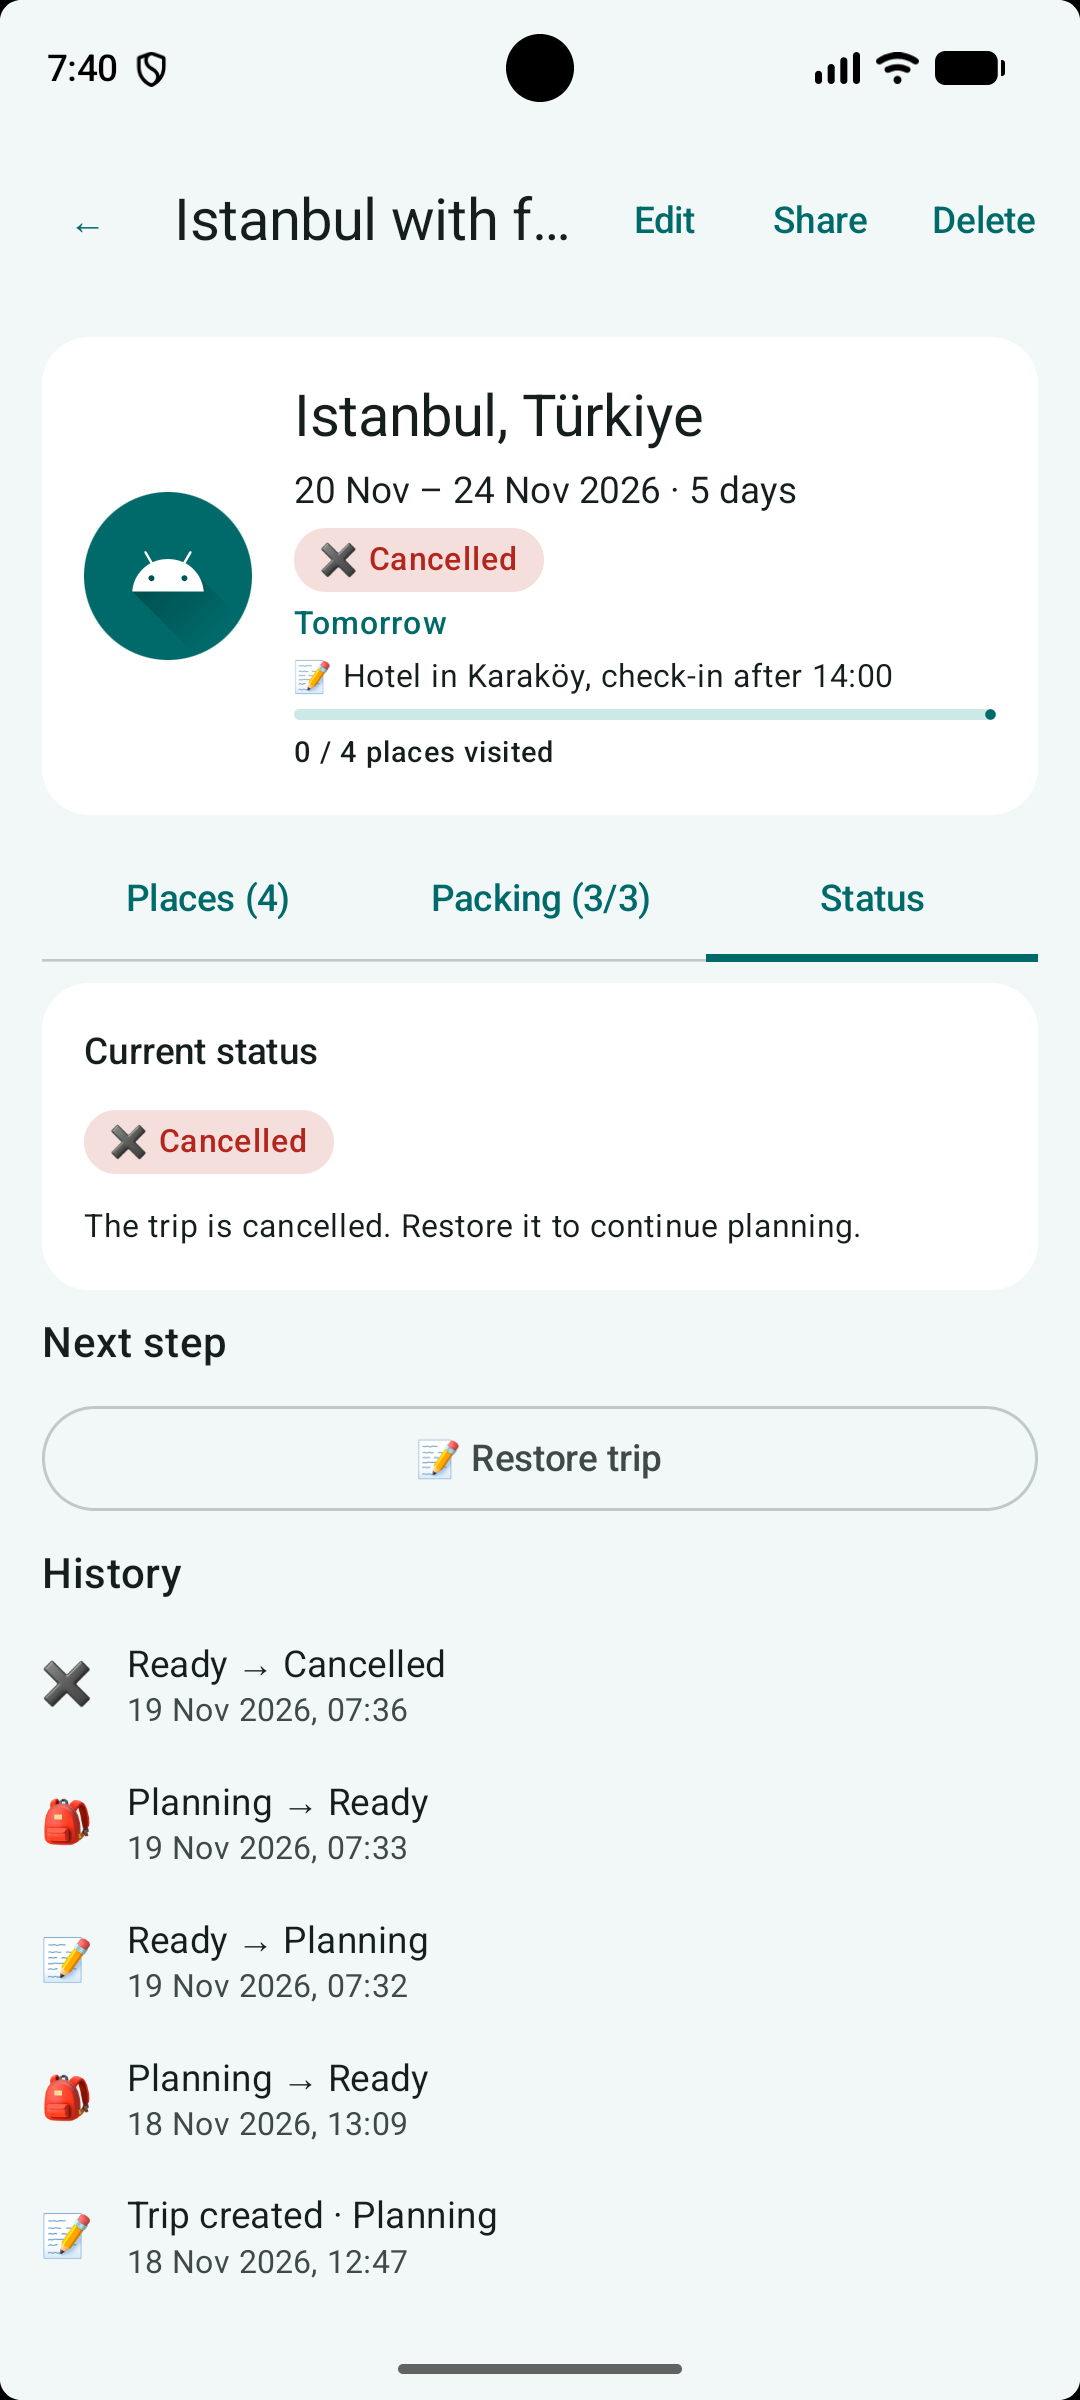 7:40
← Istanbul with f… Edit Share Delete
Istanbul, Türkiye
20 Nov – 24 Nov 2026 · 5 days
✖ Cancelled
Tomorrow
📝 Hotel in Karaköy, check-in after 14:00
0 / 4 places visited
Places (4) Packing (3/3) Status
Current status
✖ Cancelled
The trip is cancelled. Restore it to continue planning.
Next step
📝 Restore trip
History
Ready → Cancelled
19 Nov 2026, 07:36
Planning → Ready
19 Nov 2026, 07:33
Ready → Planning
19 Nov 2026, 07:32
Planning → Ready
18 Nov 2026, 13:09
Trip created · Planning
18 Nov 2026, 12:47